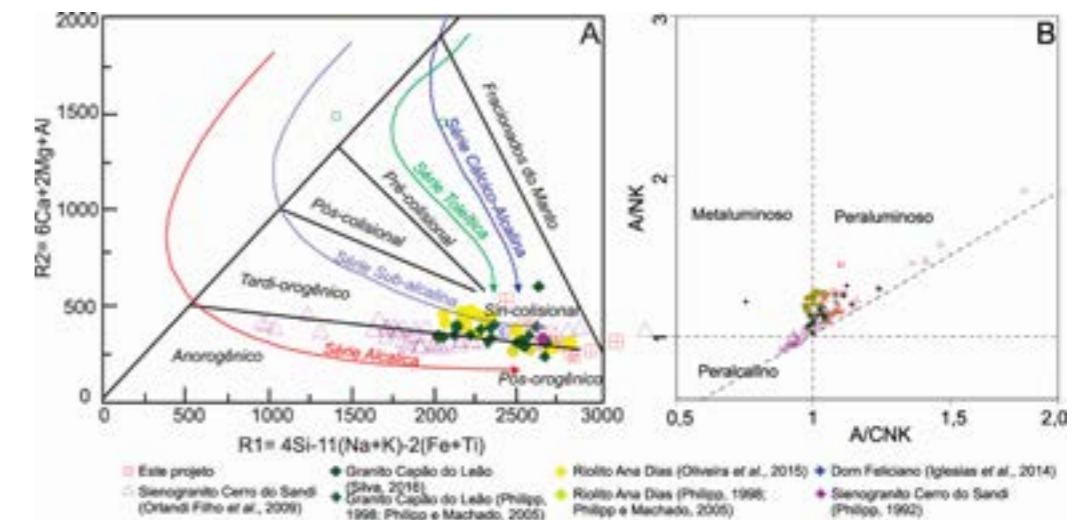 A
2000
1500
1000
500
0
R2= 6Ca+2Mg+Al
Fracionados do Manto
Série Cálcico-Alcalina
Série Toleítica
Pré-colisional
Pós-colisional
Série Sub-alcalina
Tardi-orogênico
Sin-colisional
Anorogênico
Série Alcalica
Pós-orogênico
0 500 1000 1500 2000 2500 3000
R1= 4Si-11(Na+K)-2(Fe+Ti)
B
3
2
1
A/NK
Metaluminoso
Peraluminoso
Peralcalino
0,5 1 1,5 2,0
A/CNK
Este projeto
Sienogranito Cerro do Sandi
(Orlandi Filho et al., 2009)
Granito Capão do Leão
(Silva, 2016)
Granito Capão do Leão (Philipp,
1998; Philipp e Machado, 2005)
Riolito Ana Dias (Oliveira et al., 2015)
Riolito Ana Dias (Philipp, 1998;
Philipp e Machado, 2005)
Dom Feliciano (Iglesias et al., 2014)
Sienogranito Cerro do Sandi
(Philipp, 1992)